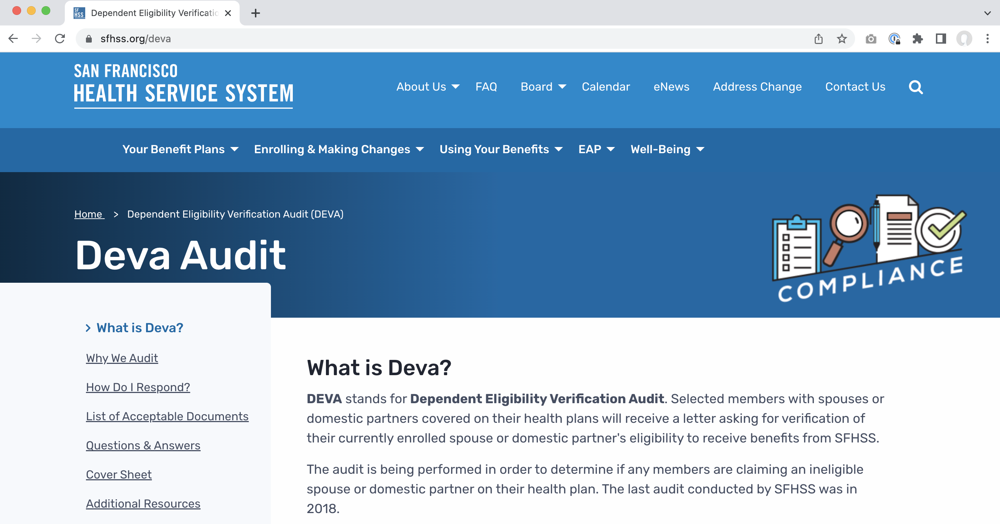 SF
HSS
Dependent Eligibility Verificatio
sfhss.org/deva
SAN FRANCISCO
HEALTH SERVICE SYSTEM
About Us FAQ Board Calendar eNews Address Change Contact Us
Your Benefit Plans Enrolling & Making Changes Using Your Benefits EAP Well-Being
Home > Dependent Eligibility Verification Audit (DEVA)
Deva Audit
COMPLIANCE
What is Deva?
Why We Audit
How Do I Respond?
List of Acceptable Documents
Questions & Answers
Cover Sheet
Additional Resources
What is Deva?
DEVA stands for Dependent Eligibility Verification Audit. Selected members with spouses or
domestic partners covered on their health plans will receive a letter asking for verification of
their currently enrolled spouse or domestic partner's eligibility to receive benefits from SFHSS.
The audit is being performed in order to determine if any members are claiming an ineligible
spouse or domestic partner on their health plan. The last audit conducted by SFHSS was in
2018.